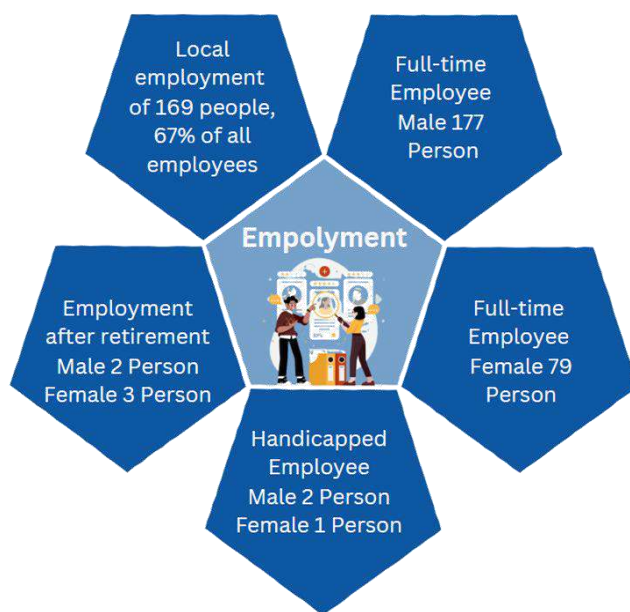 Local
employment
of 169 people,
67% of all
employees
Full-time
Employee
Male 177
Person
Empolyment
Employment
after retirement
Male 2 Person
Female 3 Person
Full-time
Employee
Female 79
Person
Handicapped
Employee
Male 2 Person
Female 1 Person